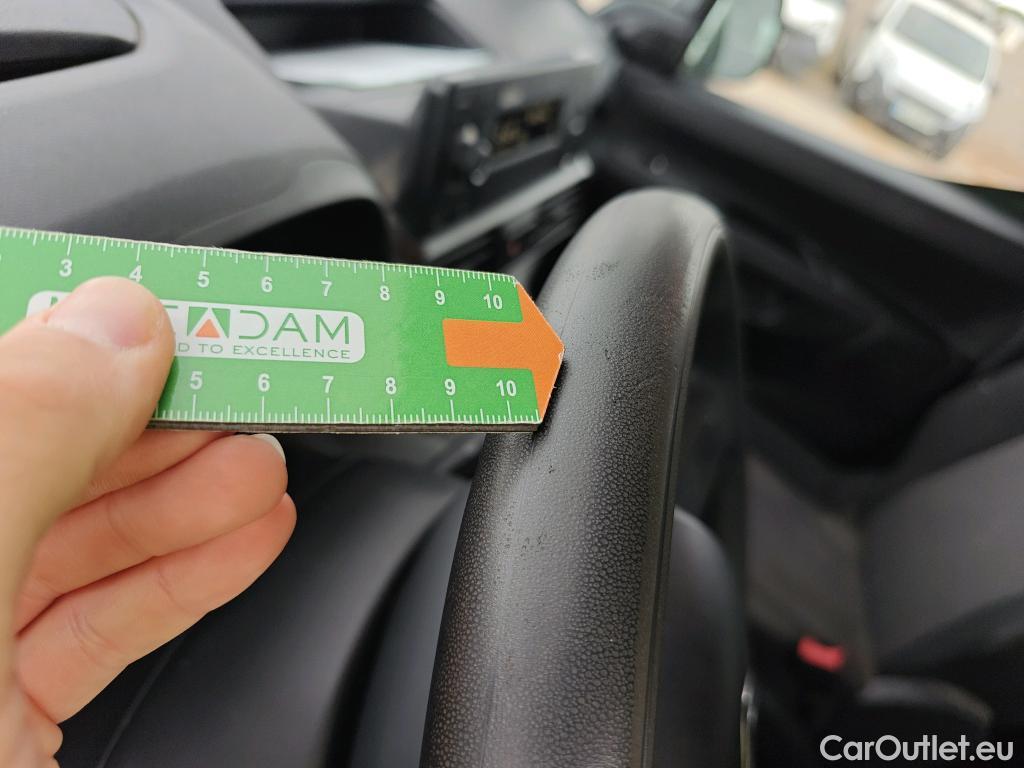 3 4 5 6 7 8 9 10
DAM
D TO EXCELLENCE
5 6 7 8 9 10
CarOutlet.eu